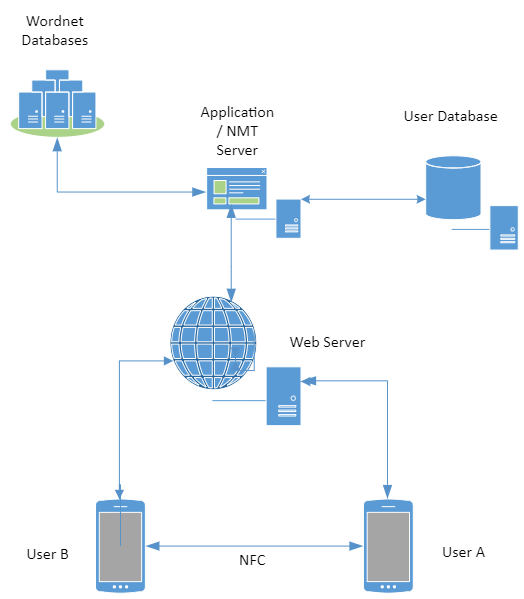 Wordnet
Databases
Application
/ NMT
Server
User Database
Web Server
User B
NFC
User A